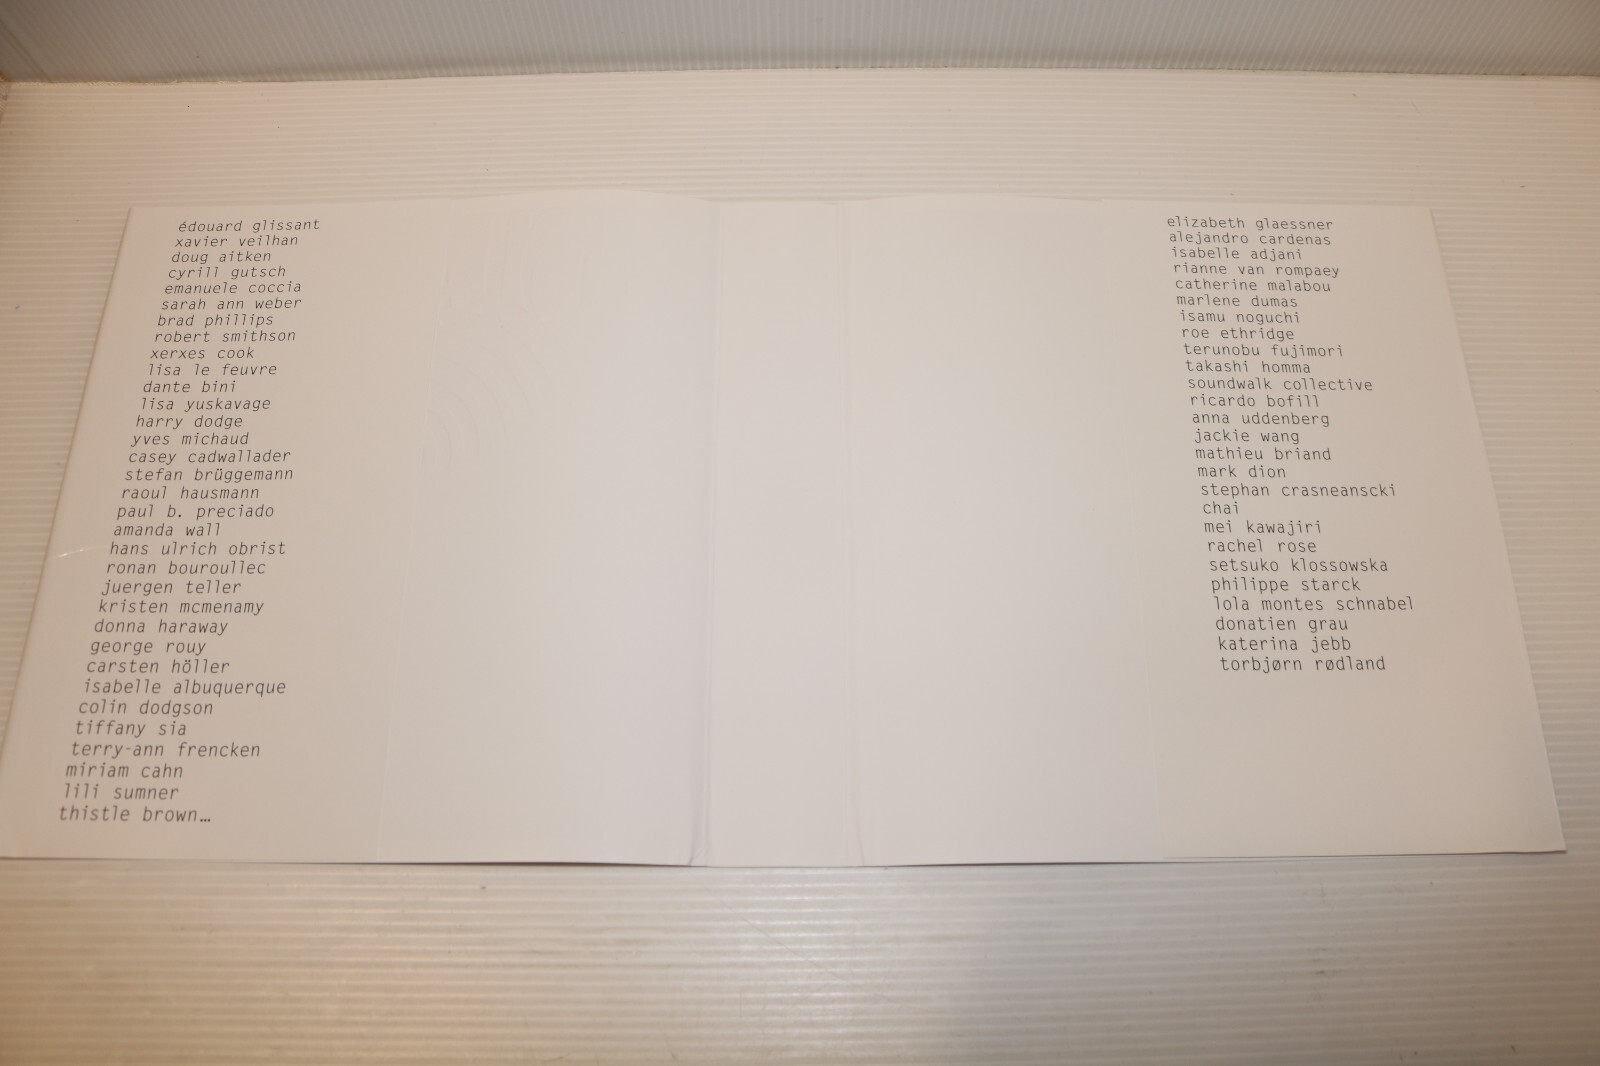 édouard glissant
xavier veilhan
doug aitken
cyrill gutsch
emanuele coccia
sarah ann weber
brad phillips
robert smithson
xerxes cook
lisa le feuvre
dante bini
lisa yuskavage
harry dodge
yves michaud
casey cadwallader
stefan brüggemann
raoul hausmann
paul b. preciado
amanda wall
hans ulrich obrist
ronan bouroullec
juergen teller
kristen mcmenamy
donna haraway
george rouy
carsten höller
isabelle albuquerque
colin dodgson
tiffany sia
terry-ann frencken
miriam cahn
lili sumner
thistle brown…
elizabeth glaessner
alejandro cardenas
isabelle adjani
rianne van rompaey
catherine malabou
marlene dumas
isamu noguchi
roe ethridge
terunobu fujimori
takashi homma
soundwalk collective
ricardo bofill
anna uddenberg
jackie wang
mathieu briand
mark dion
stephan crasneanscki
chai
mei kawajiri
rachel rose
setsuko klossowska
philippe starck
lola montes schnabel
donatien grau
katerina jebb
torbjørn rødland